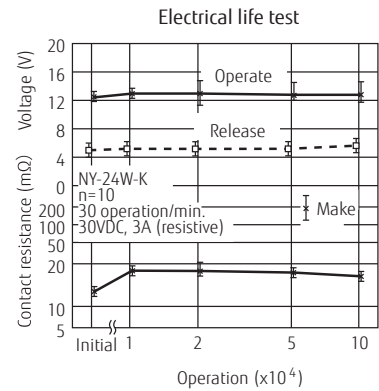 Electrical life test
Voltage (V)
20
16
12
8
4
0
Operate
Release
Contact resistance (mΩ)
200
100
50
20
10
5
NY-24W-K
n=10
30 operation/min.
30VDC, 3A (resistive)
Make
Initial 1 2 5 10
Operation (x10⁴)